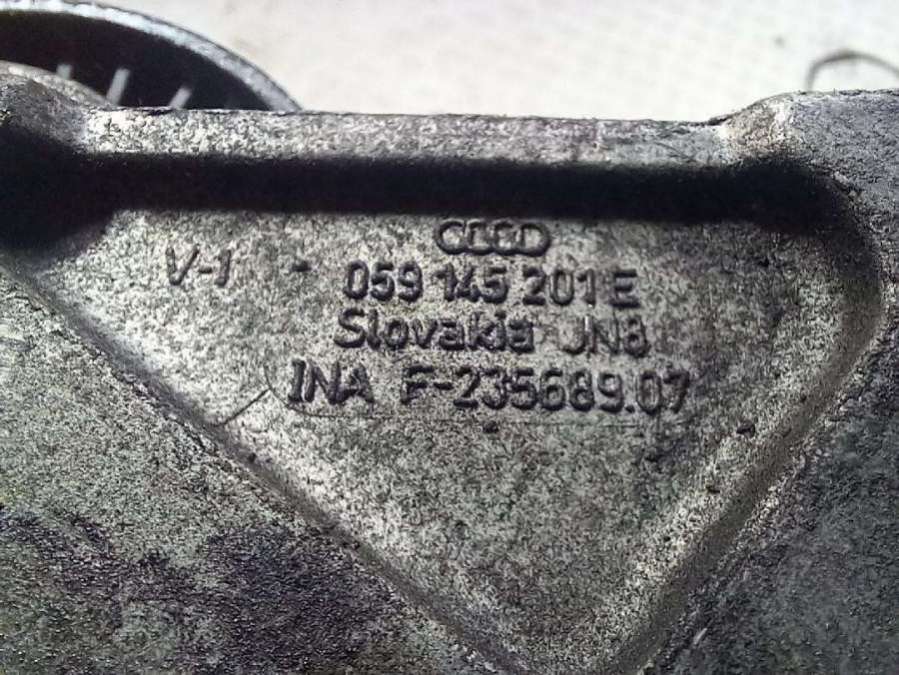 V-1
059 145 201 E
Slovakia JN8
INA F-235689.07